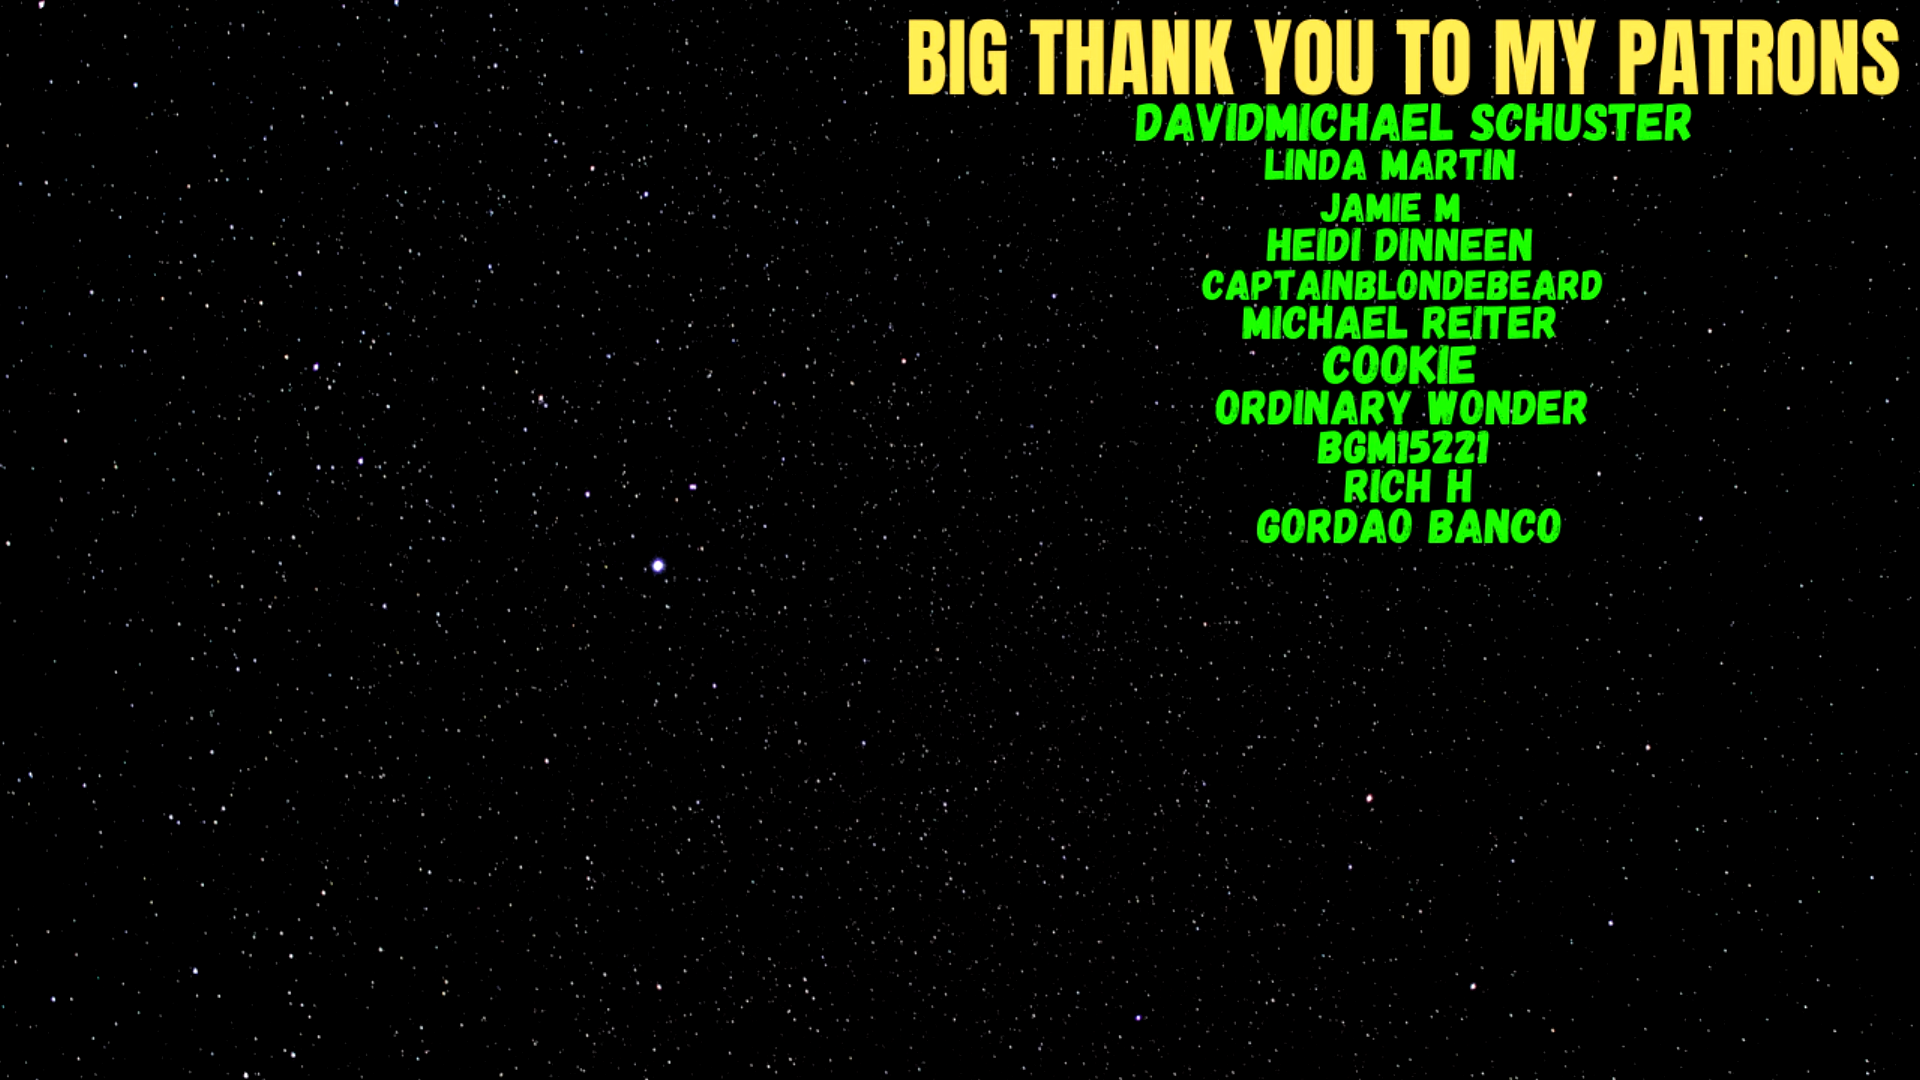 BIG THANK YOU TO MY PATRONS
DAVIDMICHAEL SCHUSTER
LINDA MARTIN
JAMIE M
HEIDI DINNEEN
CAPTAINBLONDEBEARD
MICHAEL REITER
COOKIE
ORDINARY WONDER
BGM15221
RICH H
GORDAO BANCO